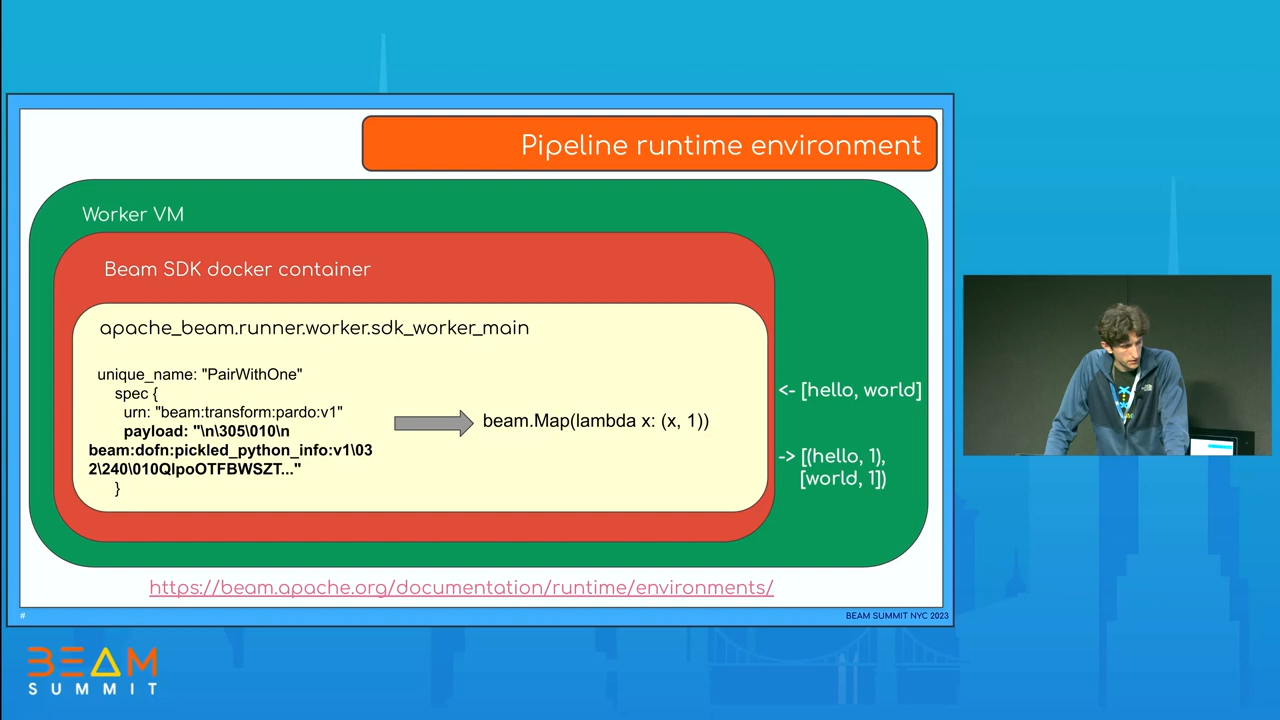 Pipeline runtime environment
Worker VM
Beam SDK docker container
apache_beam.runner.worker.sdk_worker_main
unique_name: "PairWithOne"
spec {
urn: "beam:transform:pardo:v1"
payload: "\n\305\010\n
beam:dofn:pickled_python_info:v1\03
2\240\010QlpoOTFBWSZT..."
}
beam.Map(lambda x: (x, 1))
<- [hello, world]
-> [(hello, 1),
[world, 1])
https://beam.apache.org/documentation/runtime/environments/
#
BEAM SUMMIT NYC 2023
BEAM
SUMMIT